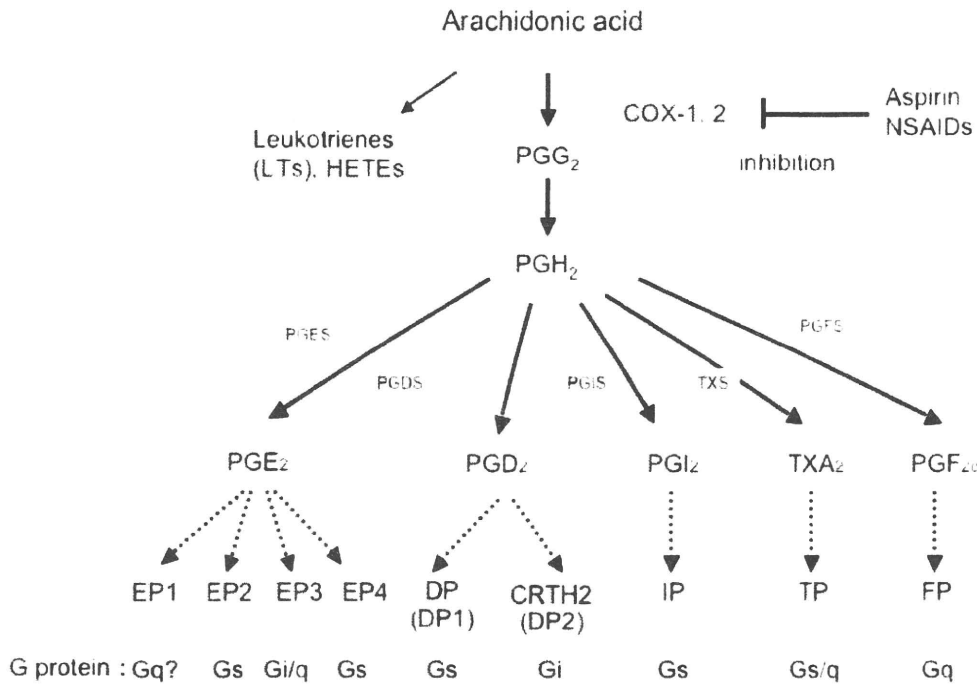 Arachidonic acid
COX-1, 2
Aspirin
NSAIDs
inhibition
Leukotrienes
(LTs), HETEs
PGG2
PGH2
PGES
PGDS
PGIS
TXS
PGFS
PGE2
PGD2
PGI2
TXA2
PGF2α
EP1 EP2 EP3 EP4
DP
(DP1)
CRTH2
(DP2)
IP
TP
FP
G protein : Gq? Gs Gi/q Gs Gs Gi Gs Gs/q Gq